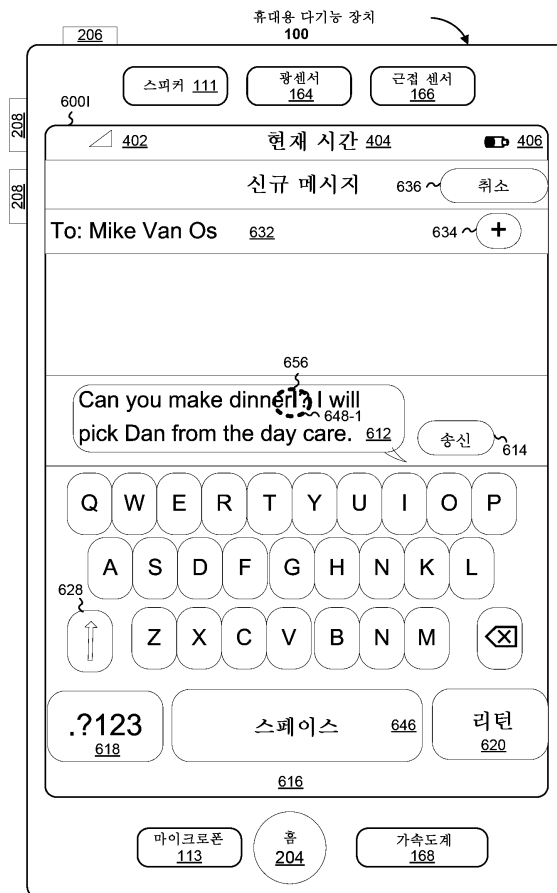 휴대용 다기능 장치
100
206
스피커 111
광센서
164
근접 센서
166
600I
208
208
402
현재 시간 404
406
신규 메시지
636
취소
To: Mike Van Os 632
634
+
656
Can you make dinner? I will
648-1
pick Dan from the day care. 612
송신
614
Q W E R T Y U I O P
A S D F G H N K L
628
Z X C V B N M
.?123
618
스페이스 646
리턴
620
616
마이크로폰
113
홈
204
가속도계
168